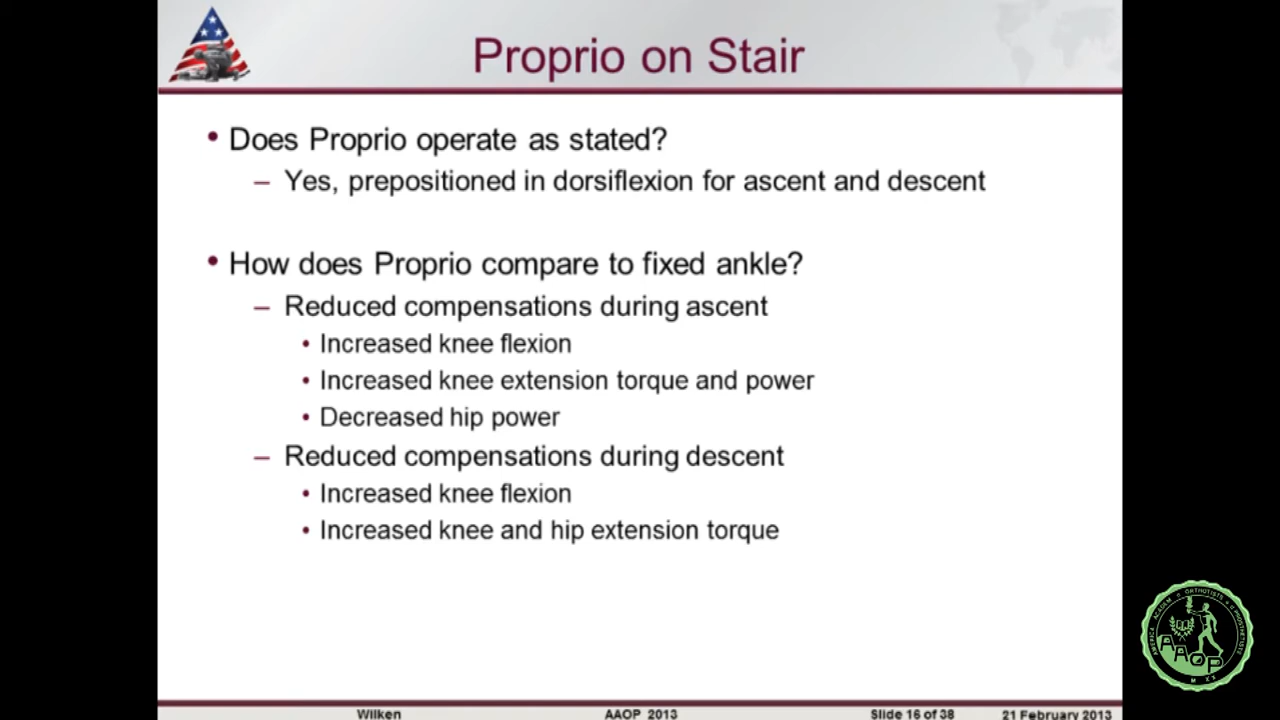 Proprio on Stair
• Does Proprio operate as stated?
– Yes, prepositioned in dorsiflexion for ascent and descent
• How does Proprio compare to fixed ankle?
– Reduced compensations during ascent
• Increased knee flexion
• Increased knee extension torque and power
• Decreased hip power
– Reduced compensations during descent
• Increased knee flexion
• Increased knee and hip extension torque
Wilken AAOP 2013 Slide 16 of 38 21 February 2013
AAOP